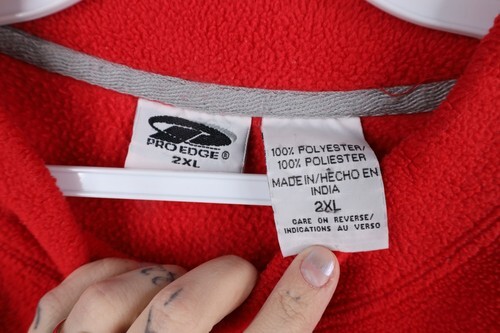 PRO EDGE®
2XL
100% POLYESTER/
100% POLIESTER
MADE IN/HECHO EN
INDIA
2XL
CARE ON REVERSE/
INDICATIONS AU VERSO